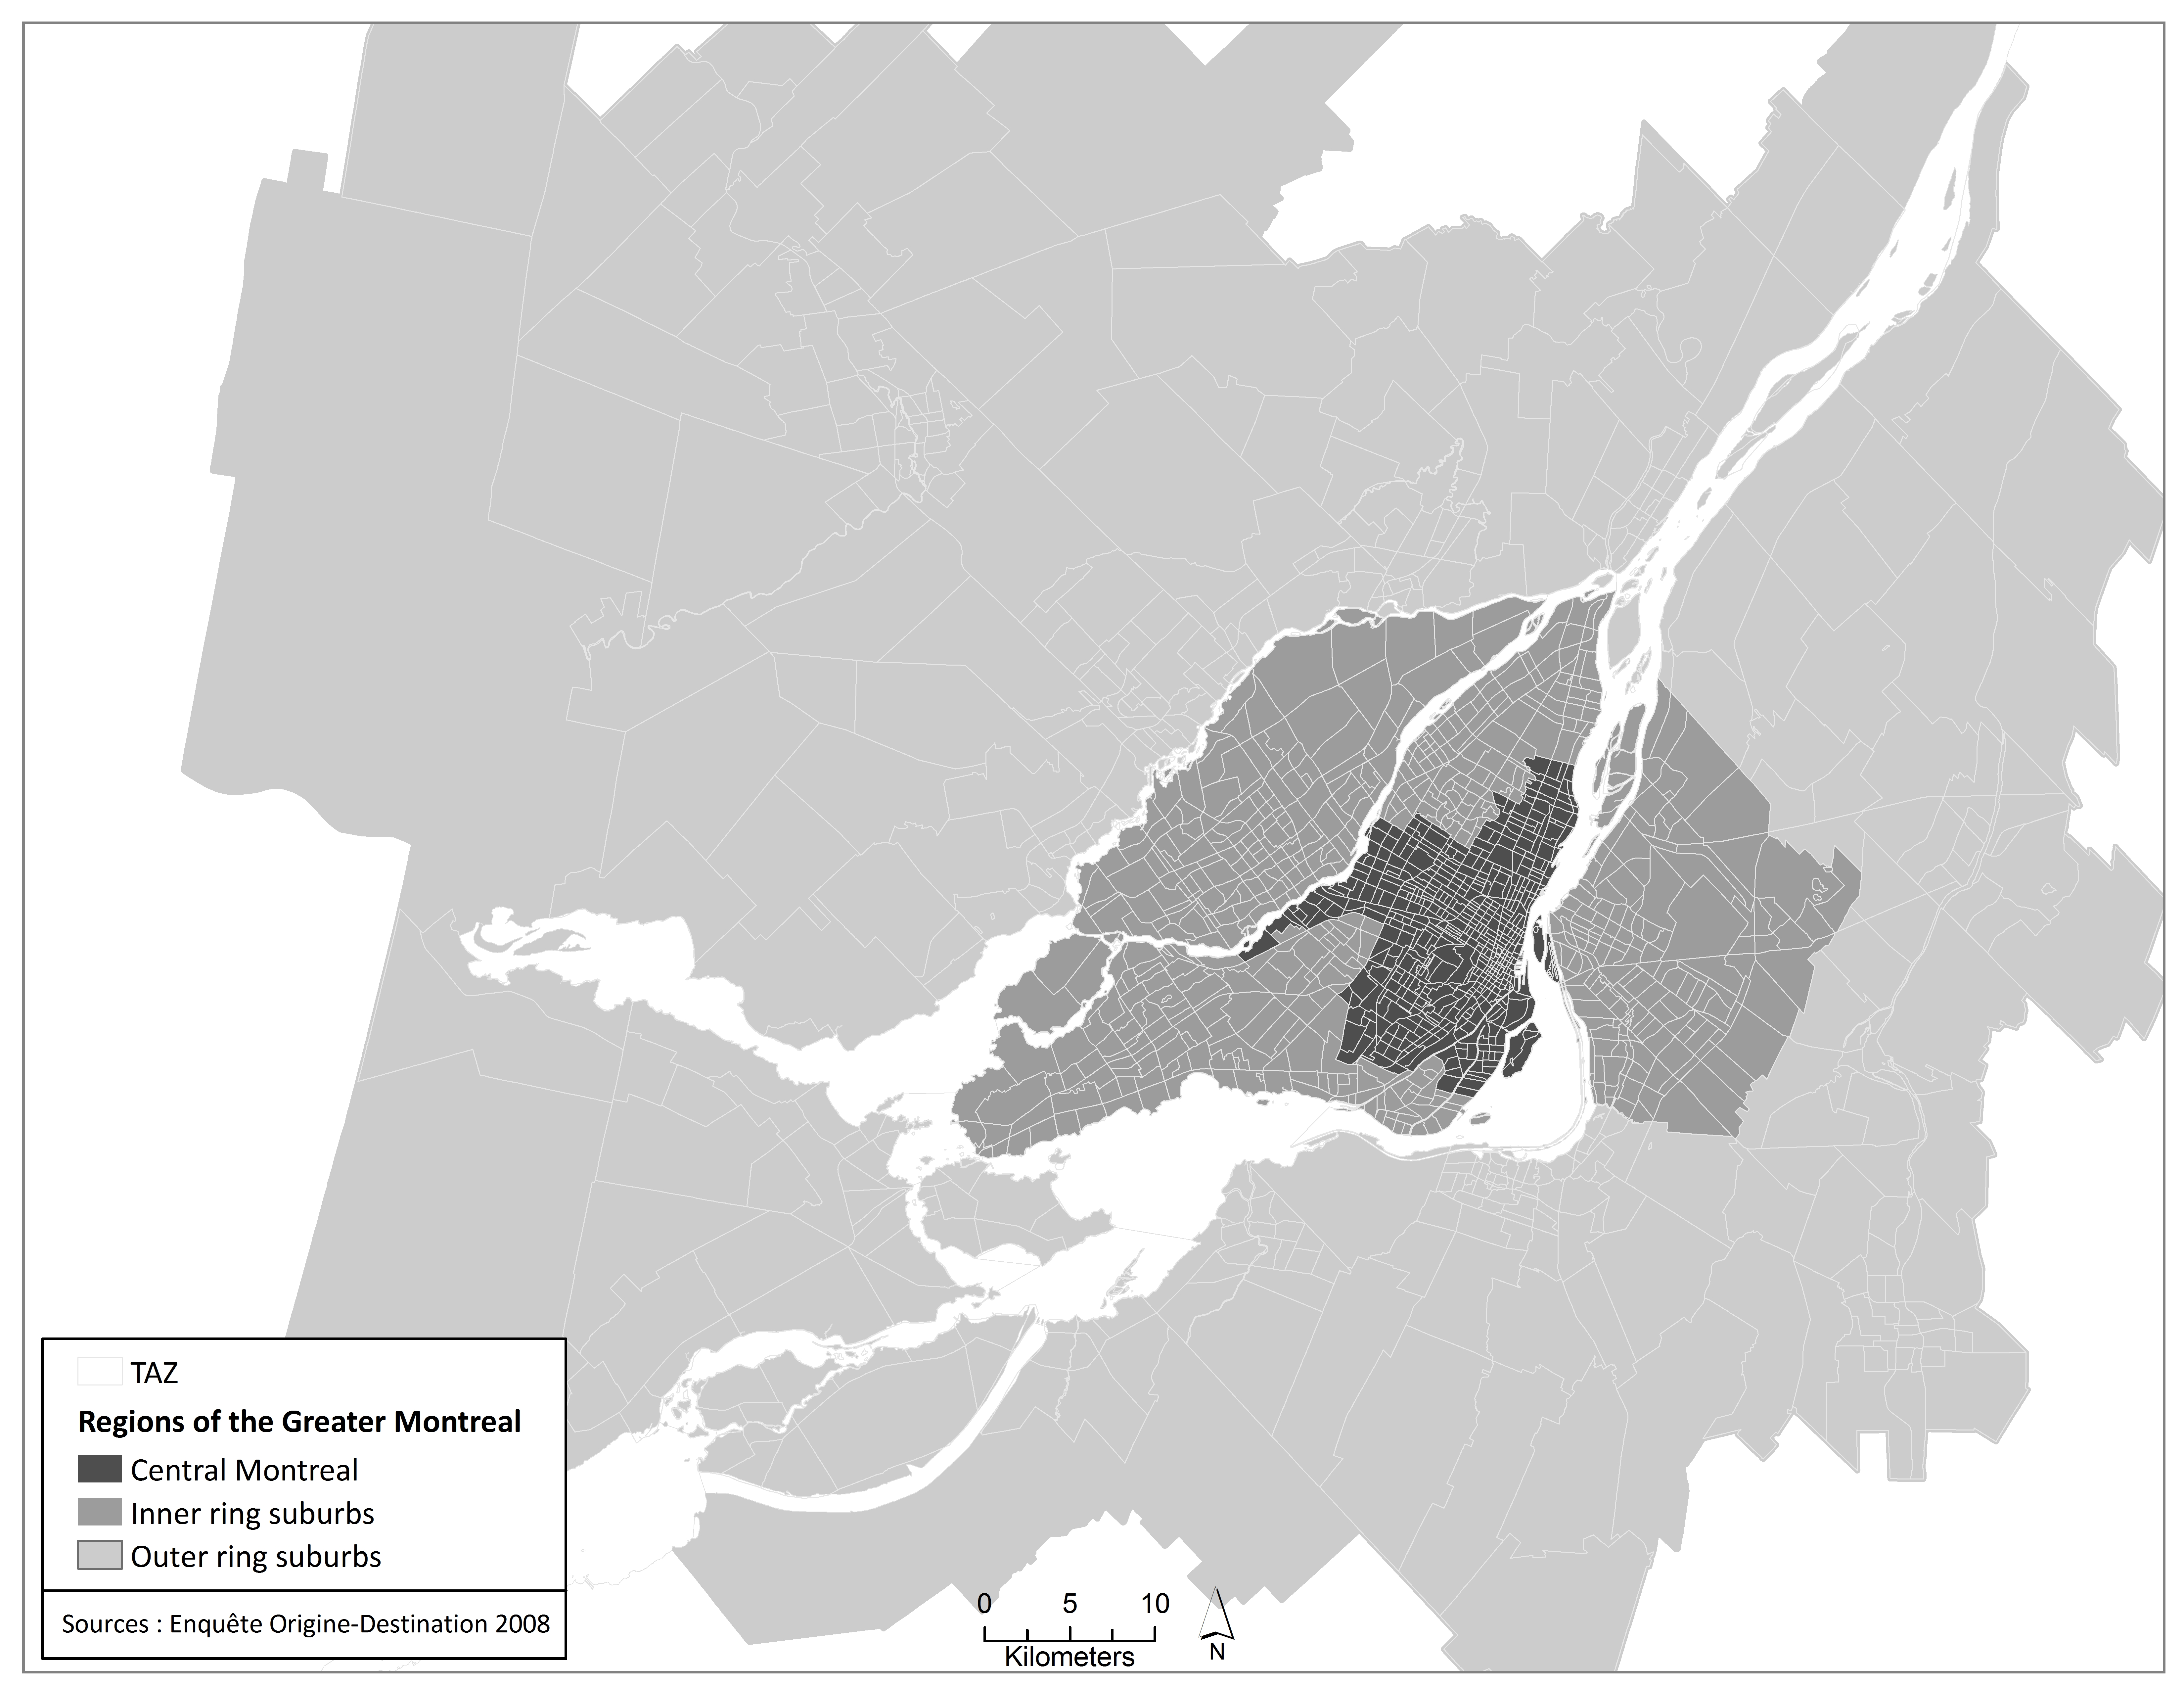 TAZ
Regions of the Greater Montreal
Central Montreal
Inner ring suburbs
Outer ring suburbs
Sources : Enquête Origine-Destination 2008
0 5 10
Kilometers
N